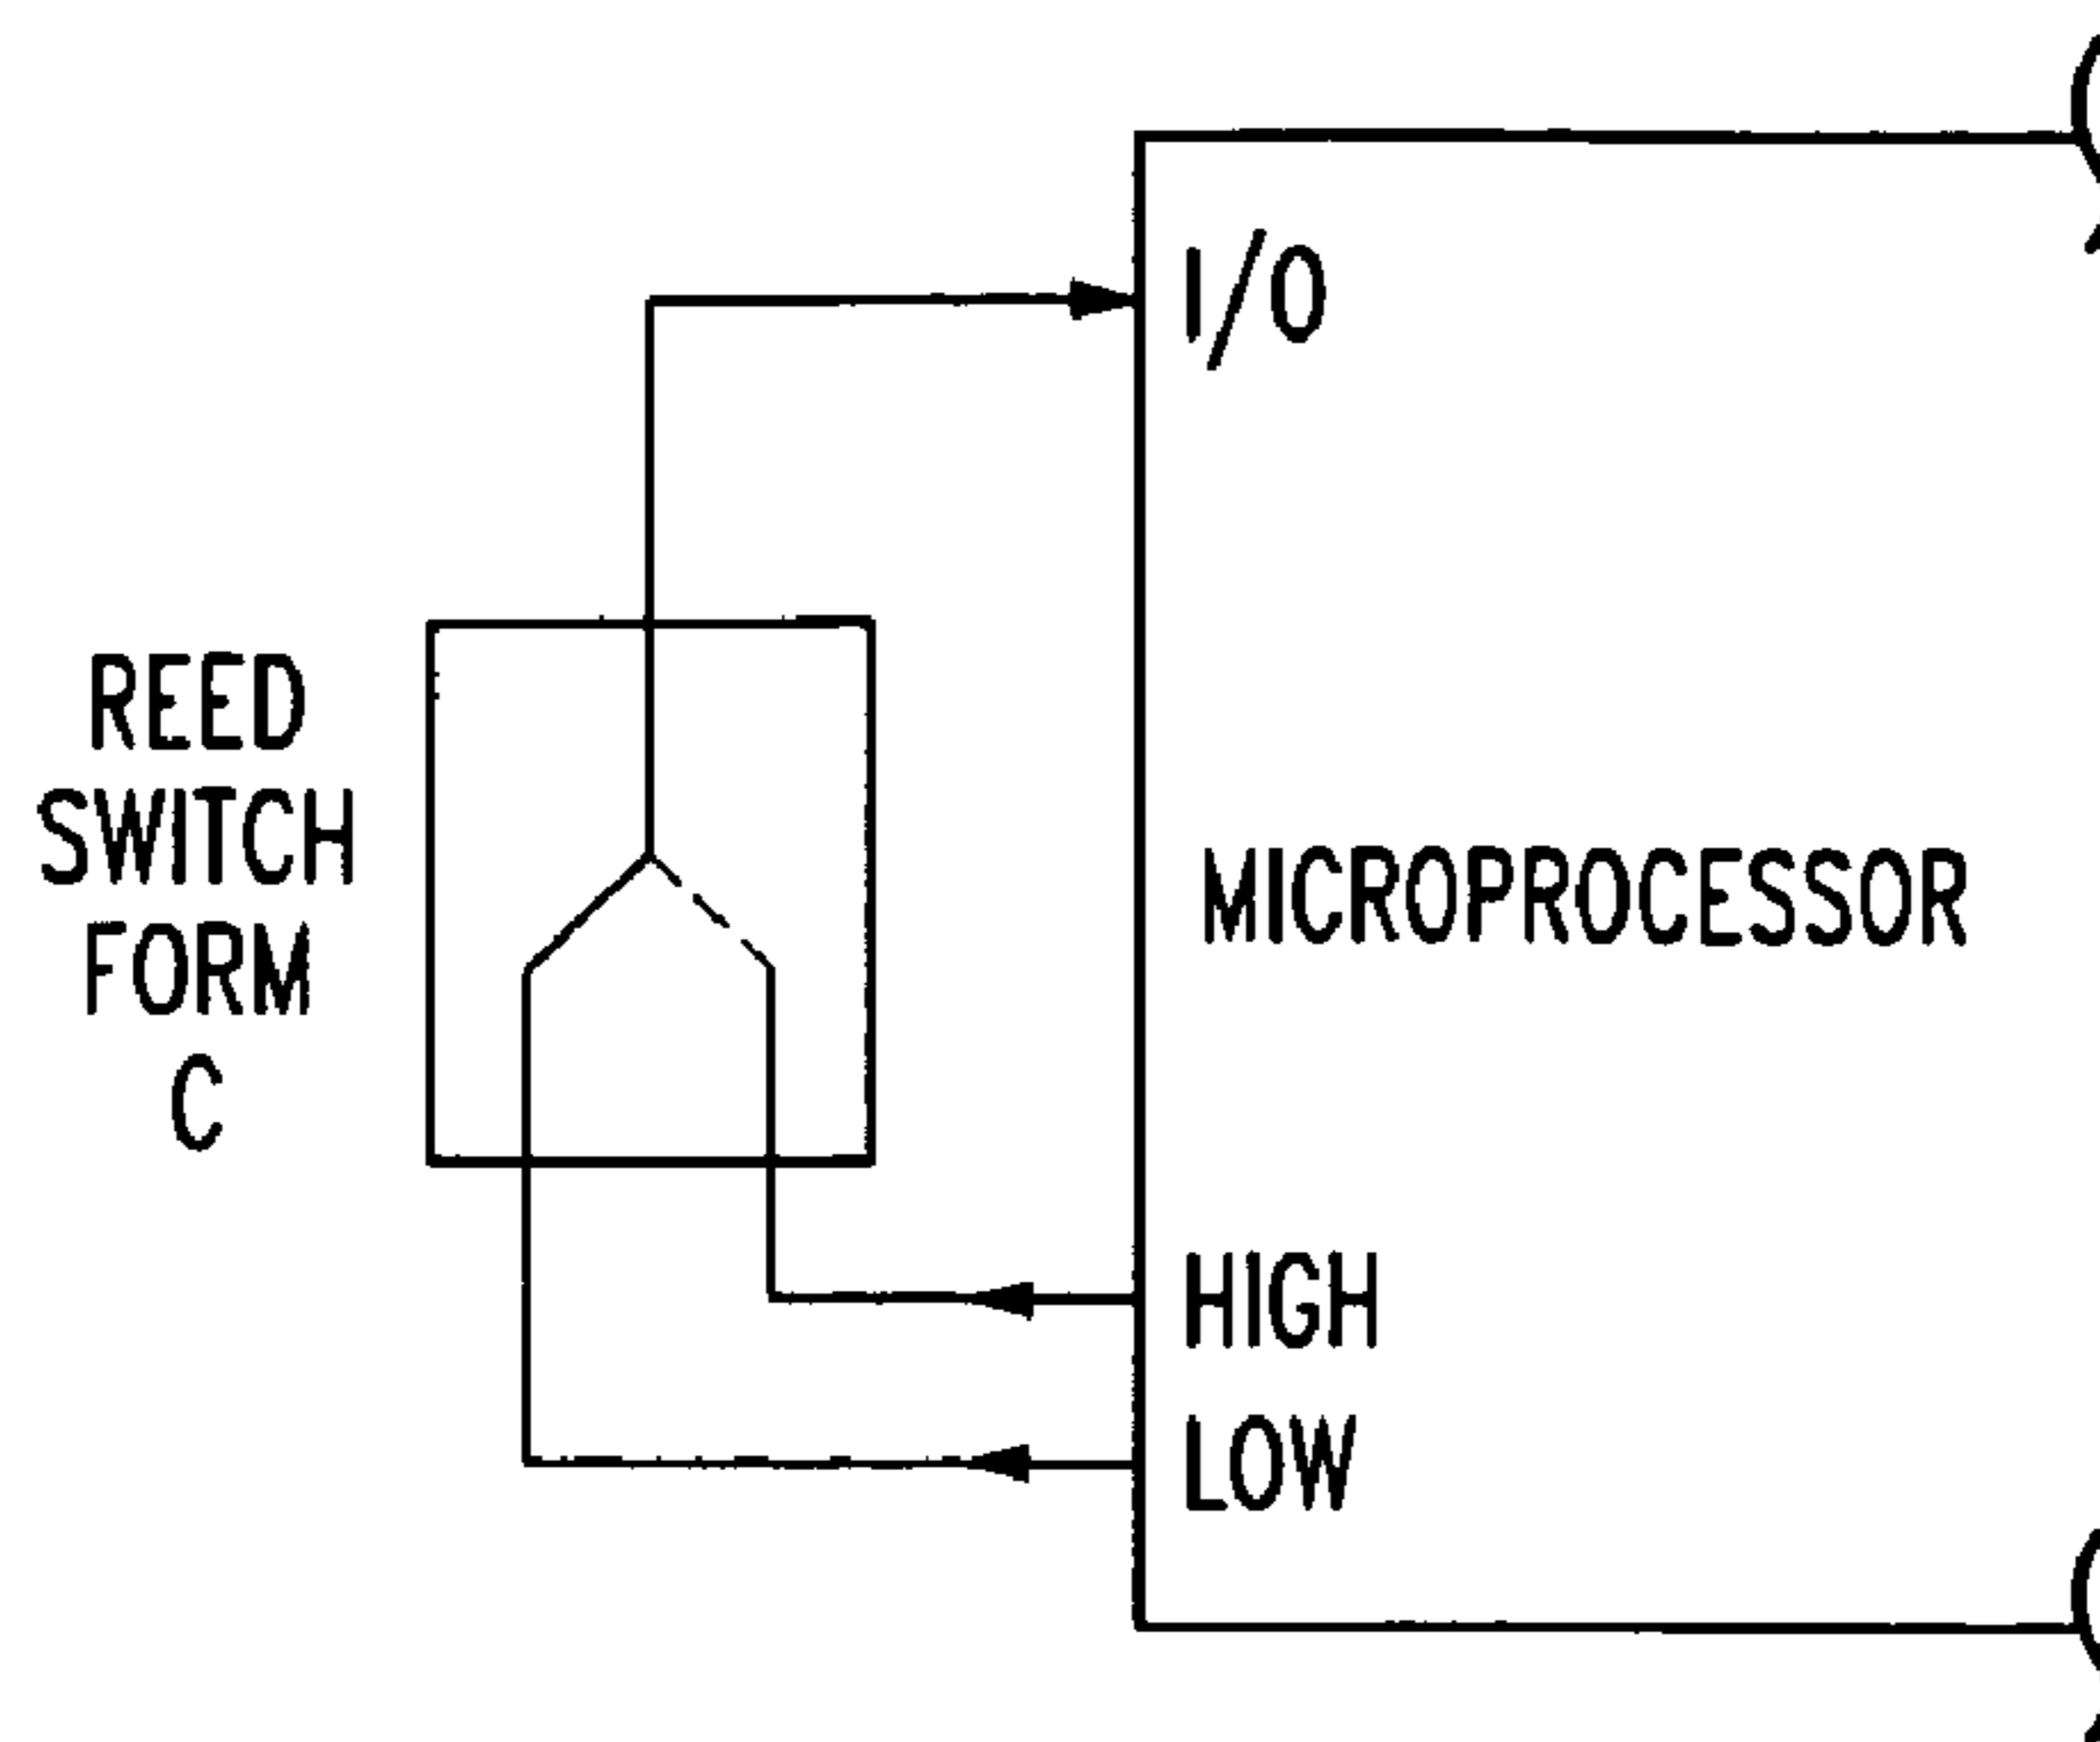 REED
SWITCH
FORM
C
I/O
MICROPROCESSOR
HIGH
LOW